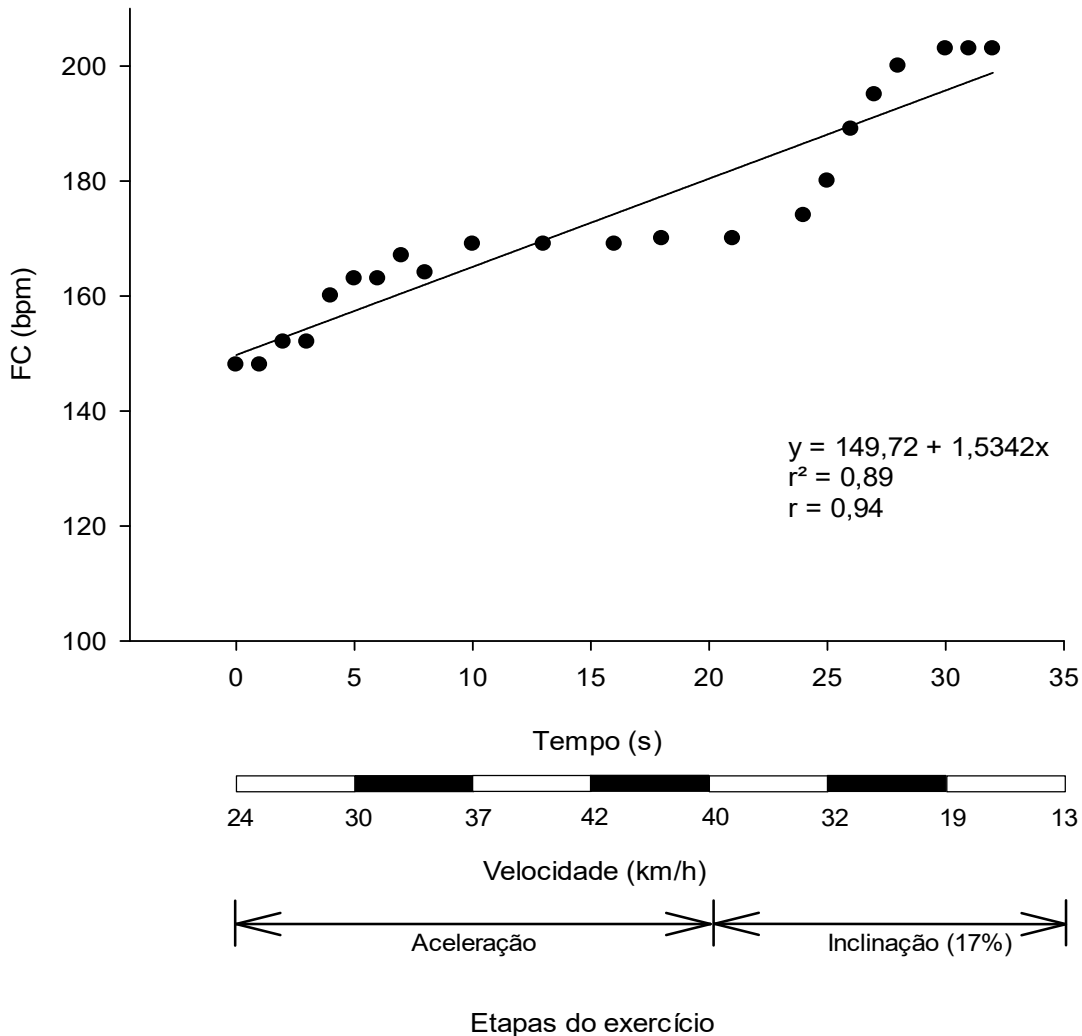 200
180
160
140
120
100
FC (bpm)
y = 149,72 + 1,5342x
r² = 0,89
r = 0,94
0 5 10 15 20 25 30 35
Tempo (s)
24 30 37 42 40 32 19 13
Velocidade (km/h)
Aceleração Inclinação (17%)
Etapas do exercício